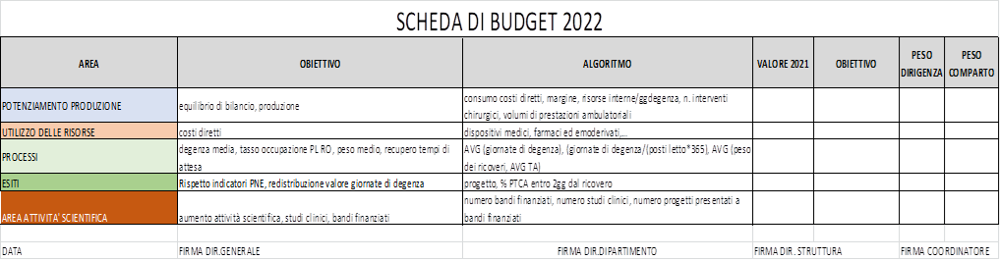 SCHEDA DI BUDGET 2022
AREA OBIETTIVO ALGORITMO VALORE 2021 OBIETTIVO PESO DIRIGENZA PESO COMPARTO
POTENZIAMENTO PRODUZIONE
equilibrio di bilancio, produzione
consumo costi diretti, margine, risorse interne/ggdegenza, n. interventi
chirurgici, volumi di prestazioni ambulatoriali
UTILIZZO DELLE RISORSE
costi diretti
dispositivi medici, farmaci ed emoderivati,...
PROCESSI
degenza media, tasso occupazione PL RO, peso medio, recupero tempi di
attesa
AVG (giornate di degenza), (giornate di degenza/(posti letto*365), AVG (peso
dei ricoveri, AVG TA)
ESITI
Rispetto indicatori PNE, redistribuzione valore giornate di degenza
progetto, % PTCA entro 2gg dal ricovero
AREA ATTIVITA' SCIENTIFICA
aumento attività scientifica, studi clinici, bandi finanziati
numero bandi finanziati, numero studi clinici, numero progetti presentati a
bandi finanziati
DATA FIRMA DIR.GENERALE FIRMA DIR.DIPARTIMENTO FIRMA DIR. STRUTTURA FIRMA COORDINATORE